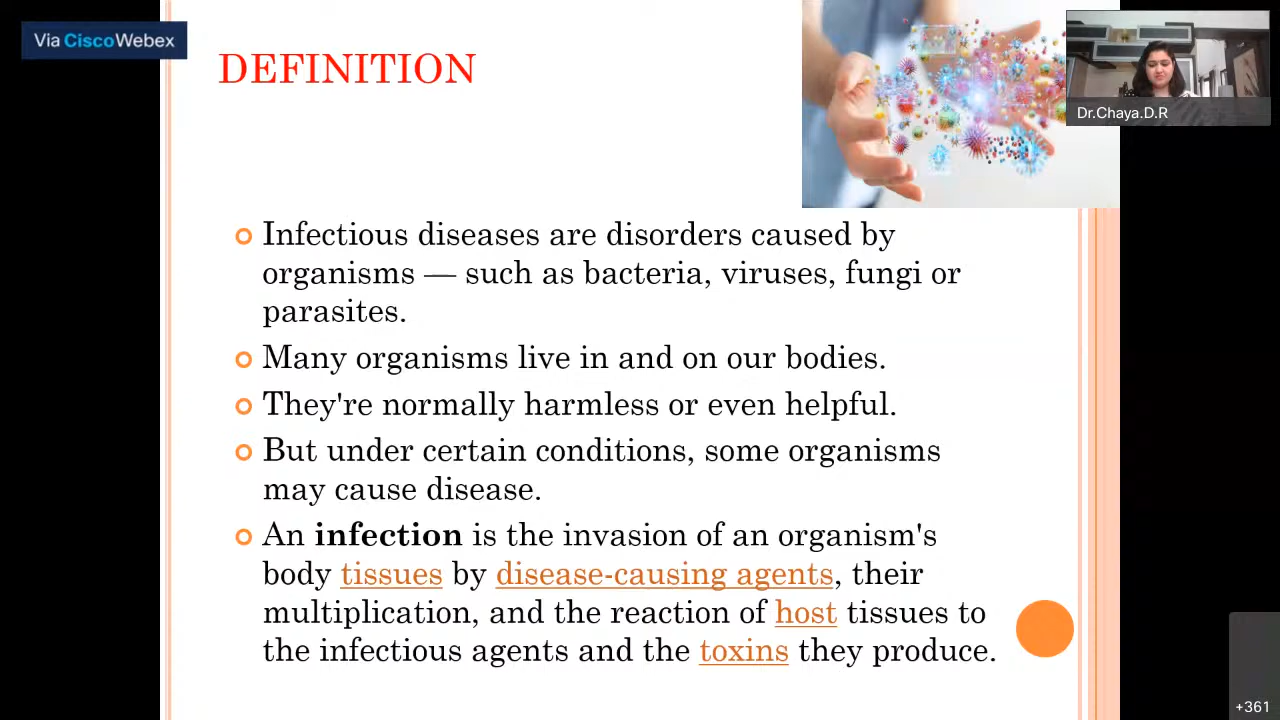 Via CiscoWebex
DEFINITION
Dr.Chaya.D.R
Infectious diseases are disorders caused by
organisms — such as bacteria, viruses, fungi or
parasites.
Many organisms live in and on our bodies.
They're normally harmless or even helpful.
But under certain conditions, some organisms
may cause disease.
An infection is the invasion of an organism's
body tissues by disease-causing agents, their
multiplication, and the reaction of host tissues to
the infectious agents and the toxins they produce.
+361